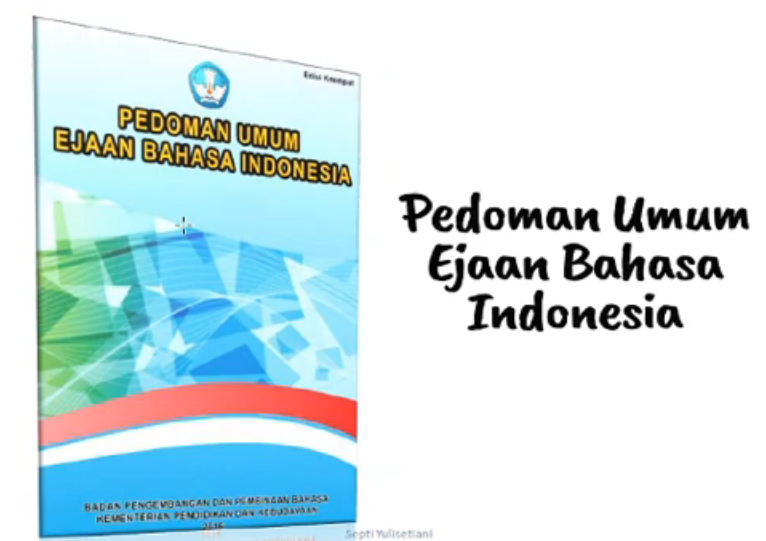 Edisi Keempat
PEDOMAN UMUM
EJAAN BAHASA INDONESIA
BADAN PENGEMBANGAN DAN PEMBINAAN BAHASA
KEMENTERIAN PENDIDIKAN DAN KEBUDAYAAN
2016
Pedoman Umum
Ejaan Bahasa
Indonesia
Septi Yulisetiani